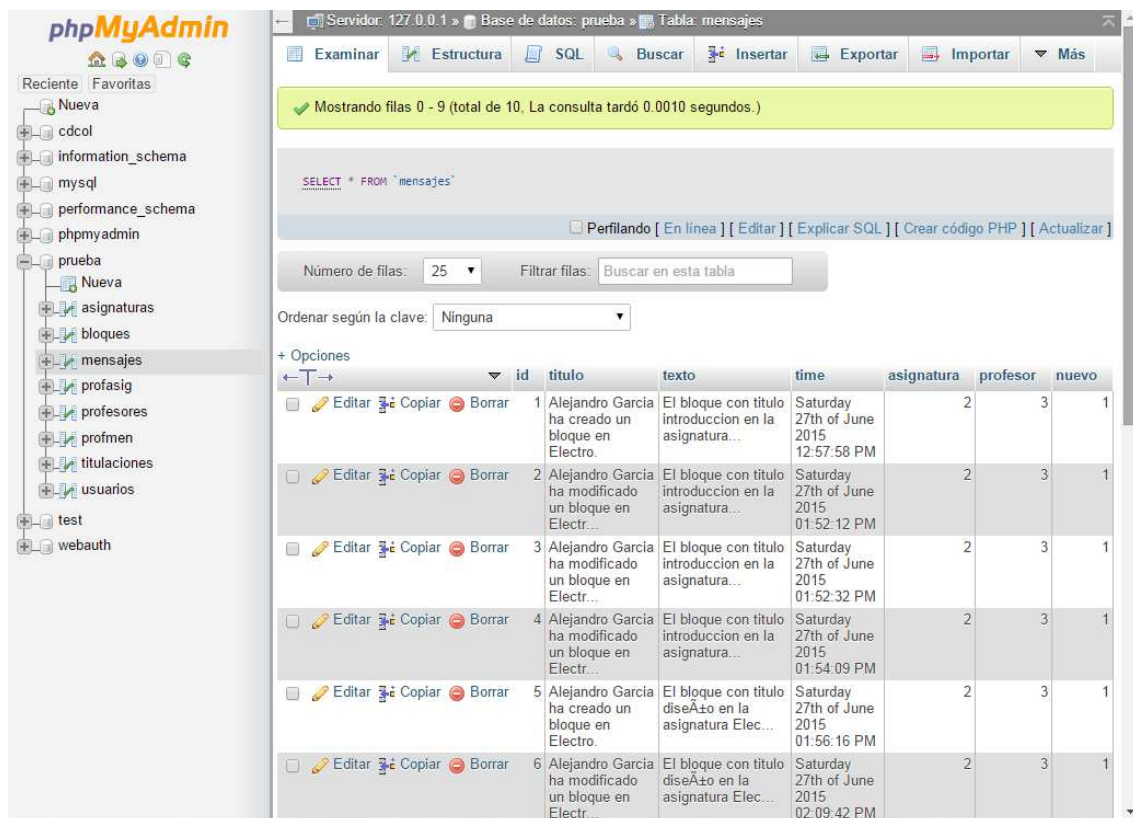 phpMyAdmin
Reciente Favoritas
Nueva
cdcol
information_schema
mysql
performance_schema
phpmyadmin
prueba
Nueva
asignaturas
bloques
mensajes
profasig
profesores
profmen
titulaciones
usuarios
test
webauth
Servidor: 127.0.0.1 » Base de datos: prueba » Tabla: mensajes
Examinar Estructura SQL Buscar Insertar Exportar Importar Más
Mostrando filas 0 - 9 (total de 10, La consulta tardó 0.0010 segundos.)
SELECT * FROM `mensajes`
Perfilando [ En línea ] [ Editar ] [ Explicar SQL ] [ Crear código PHP ] [ Actualizar ]
Número de filas: 25 Filtrar filas: Buscar en esta tabla
Ordenar según la clave: Ninguna
+ Opciones
←T→ id titulo texto time asignatura profesor nuevo
Editar Copiar Borrar 1 Alejandro Garcia El bloque con titulo Saturday 2 3 1
ha creado un introduccion en la 27th of June
bloque en asignatura... 2015
Electro. 12:57:58 PM
Editar Copiar Borrar 2 Alejandro Garcia El bloque con titulo Saturday 2 3 1
ha modificado introduccion en la 27th of June
un bloque en asignatura... 2015
Electr... 01:52:12 PM
Editar Copiar Borrar 3 Alejandro Garcia El bloque con titulo Saturday 2 3 1
ha modificado introduccion en la 27th of June
un bloque en asignatura... 2015
Electr... 01:52:32 PM
Editar Copiar Borrar 4 Alejandro Garcia El bloque con titulo Saturday 2 3 1
ha modificado introduccion en la 27th of June
un bloque en asignatura... 2015
Electr... 01:54:09 PM
Editar Copiar Borrar 5 Alejandro Garcia El bloque con titulo Saturday 2 3 1
ha creado un diseÃ±o en la 27th of June
bloque en asignatura Elec... 2015
Electro. 01:56:16 PM
Editar Copiar Borrar 6 Alejandro Garcia El bloque con titulo Saturday 2 3 1
ha modificado diseÃ±o en la 27th of June
un bloque en asignatura Elec... 2015
Electr... 02:09:42 PM